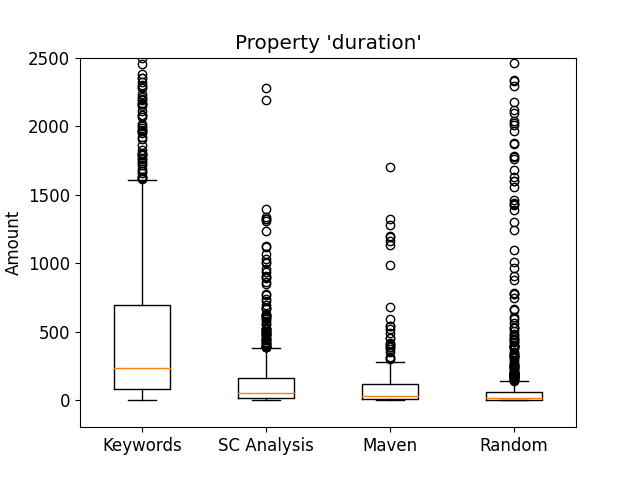 Property 'duration'
2500
2000
1500
1000
500
0
Amount
Keywords
SC Analysis
Maven
Random